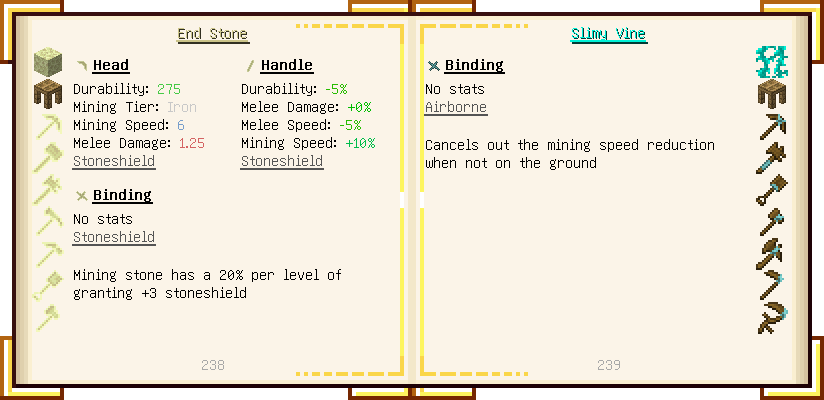 End Stone
Head
Durability: 275
Mining Tier: Iron
Mining Speed: 6
Melee Damage: 1.25
Stoneshield
Handle
Durability: -5%
Melee Damage: +0%
Melee Speed: -5%
Mining Speed: +10%
Stoneshield
Binding
No stats
Stoneshield
Mining stone has a 20% per level of
granting +3 stoneshield
238
Slimy Vine
Binding
No stats
Airborne
Cancels out the mining speed reduction
when not on the ground
239